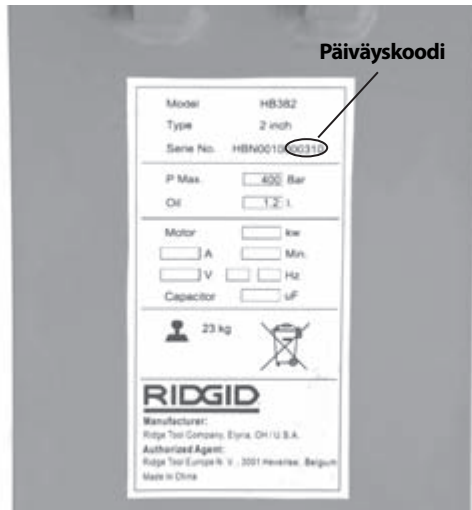 Päiväyskoodi
Model HB382
Type 2 inch
Serie No. HBN0010000310
P Max. 400 Bar
Oil 1.2 l.
Motor kw
A Min.
V Hz
Capacitor uF
23 kg
RIDGID
Manufacturer:
Ridge Tool Company, Elyria, OH / U.S.A.
Authorized Agent:
Ridge Tool Europe N. V., 3001 Heverlee, Belgium
Made in China